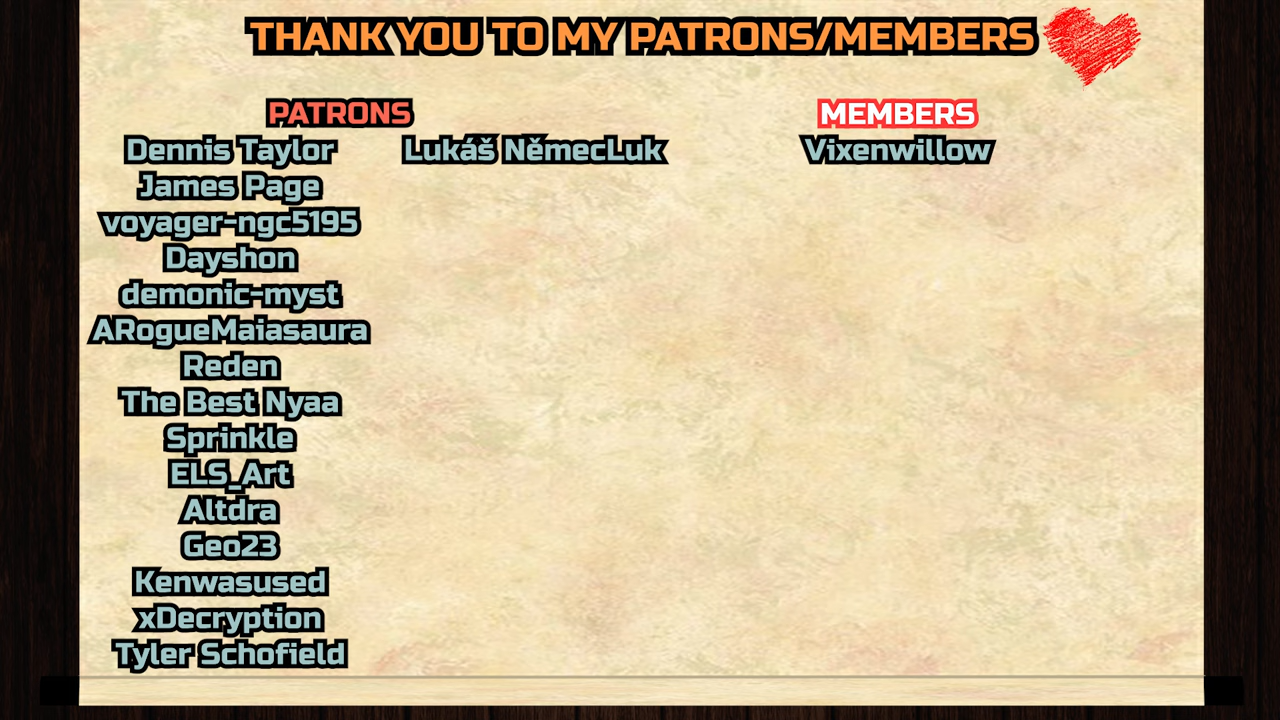 THANK YOU TO MY PATRONS/MEMBERS
PATRONS
Dennis Taylor
James Page
voyager-ngc5195
Dayshon
demonic-myst
ARogueMaiasaura
Reden
The Best Nyaa
Sprinkle
ELS_Art
Altdra
Geo23
Kenwasused
xDecryption
Tyler Schofield
Lukáš NěmecLuk
MEMBERS
Vixenwillow